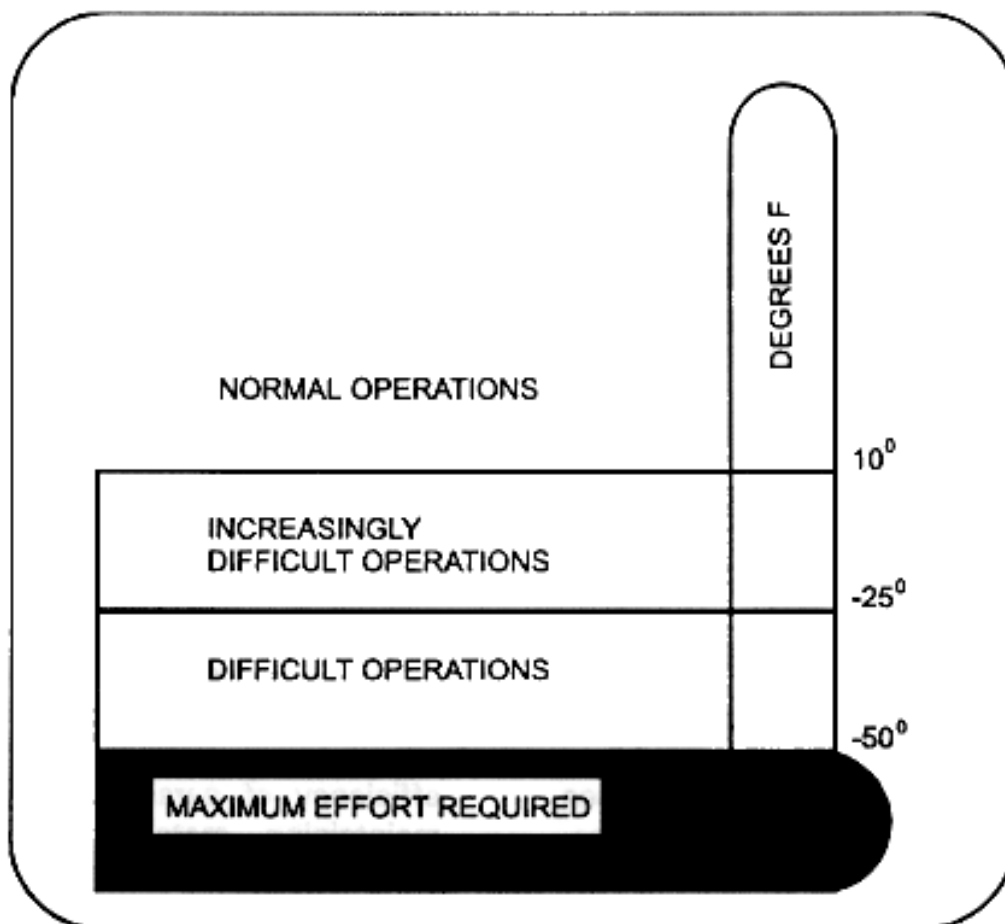 DEGREES F
NORMAL OPERATIONS
10⁰
INCREASINGLY
DIFFICULT OPERATIONS
-25⁰
DIFFICULT OPERATIONS
-50⁰
MAXIMUM EFFORT REQUIRED